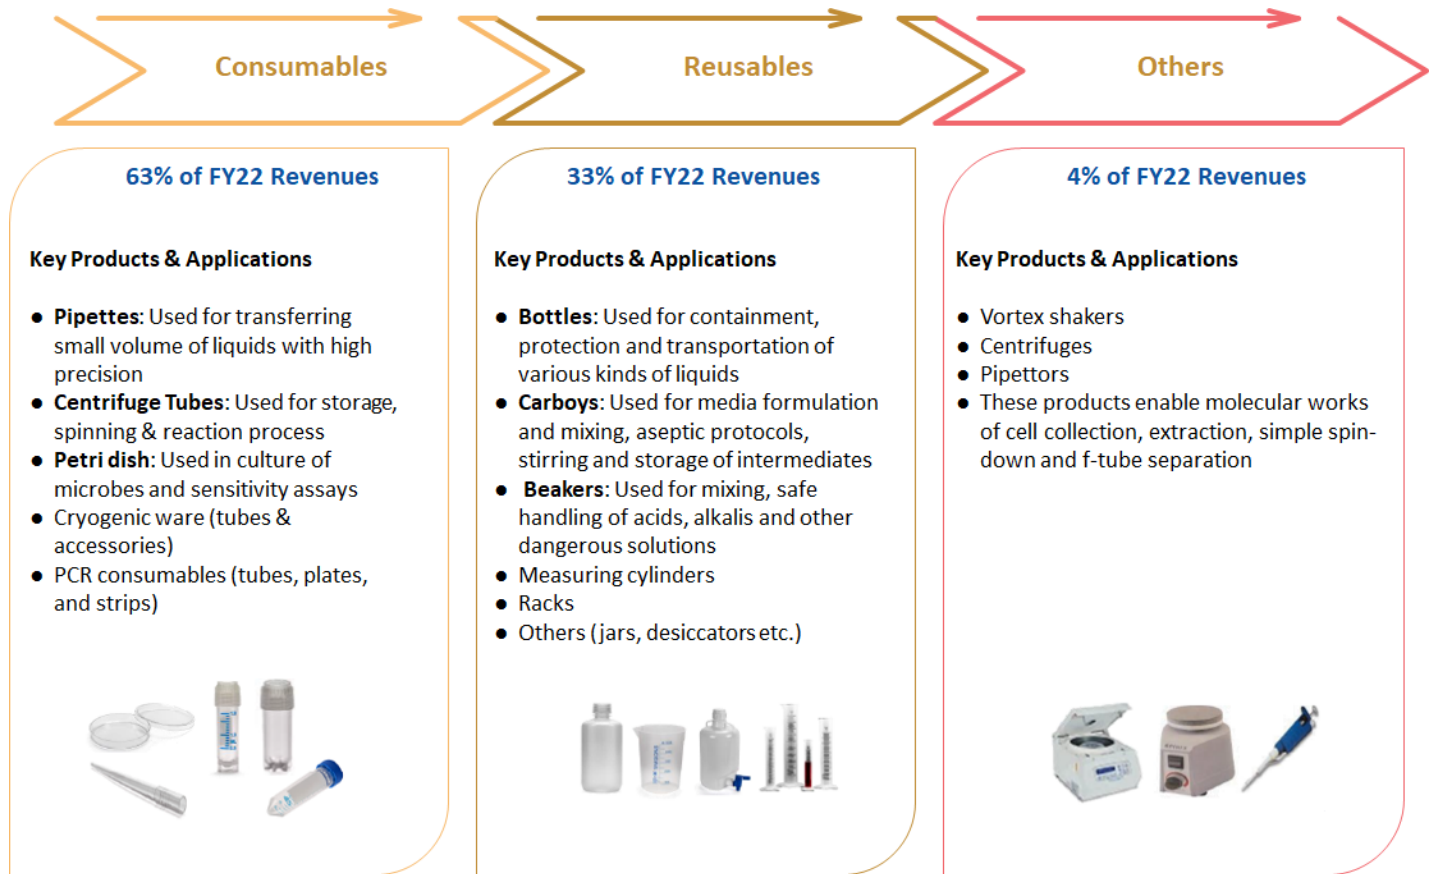 Consumables
Reusables
Others
63% of FY22 Revenues
Key Products & Applications
● Pipettes: Used for transferring
small volume of liquids with high
precision
● Centrifuge Tubes: Used for storage,
spinning & reaction process
● Petri dish: Used in culture of
microbes and sensitivity assays
● Cryogenic ware (tubes &
accessories)
● PCR consumables (tubes, plates,
and strips)
33% of FY22 Revenues
Key Products & Applications
● Bottles: Used for containment,
protection and transportation of
various kinds of liquids
● Carboys: Used for media formulation
and mixing, aseptic protocols,
stirring and storage of intermediates
● Beakers: Used for mixing, safe
handling of acids, alkalis and other
dangerous solutions
● Measuring cylinders
● Racks
● Others (jars, desiccators etc.)
4% of FY22 Revenues
Key Products & Applications
● Vortex shakers
● Centrifuges
● Pipettors
● These products enable molecular works
of cell collection, extraction, simple spin-
down and f-tube separation